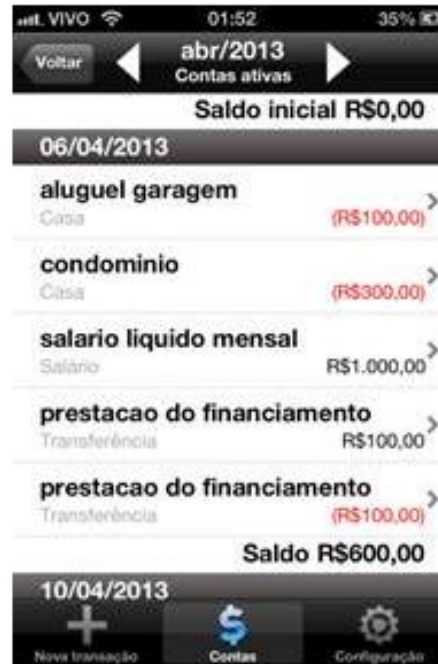 VIVO 01:52 35%
Voltar abr/2013
Contas ativas
Saldo inicial R$0,00
06/04/2013
aluguel garagem
Casa (R$100,00)
condominio
Casa (R$300,00)
salario liquido mensal
Salário R$1.000,00
prestacao do financiamento
Transferência R$100,00
prestacao do financiamento
Transferência (R$100,00)
Saldo R$600,00
10/04/2013
Nova transação Contas Configuração